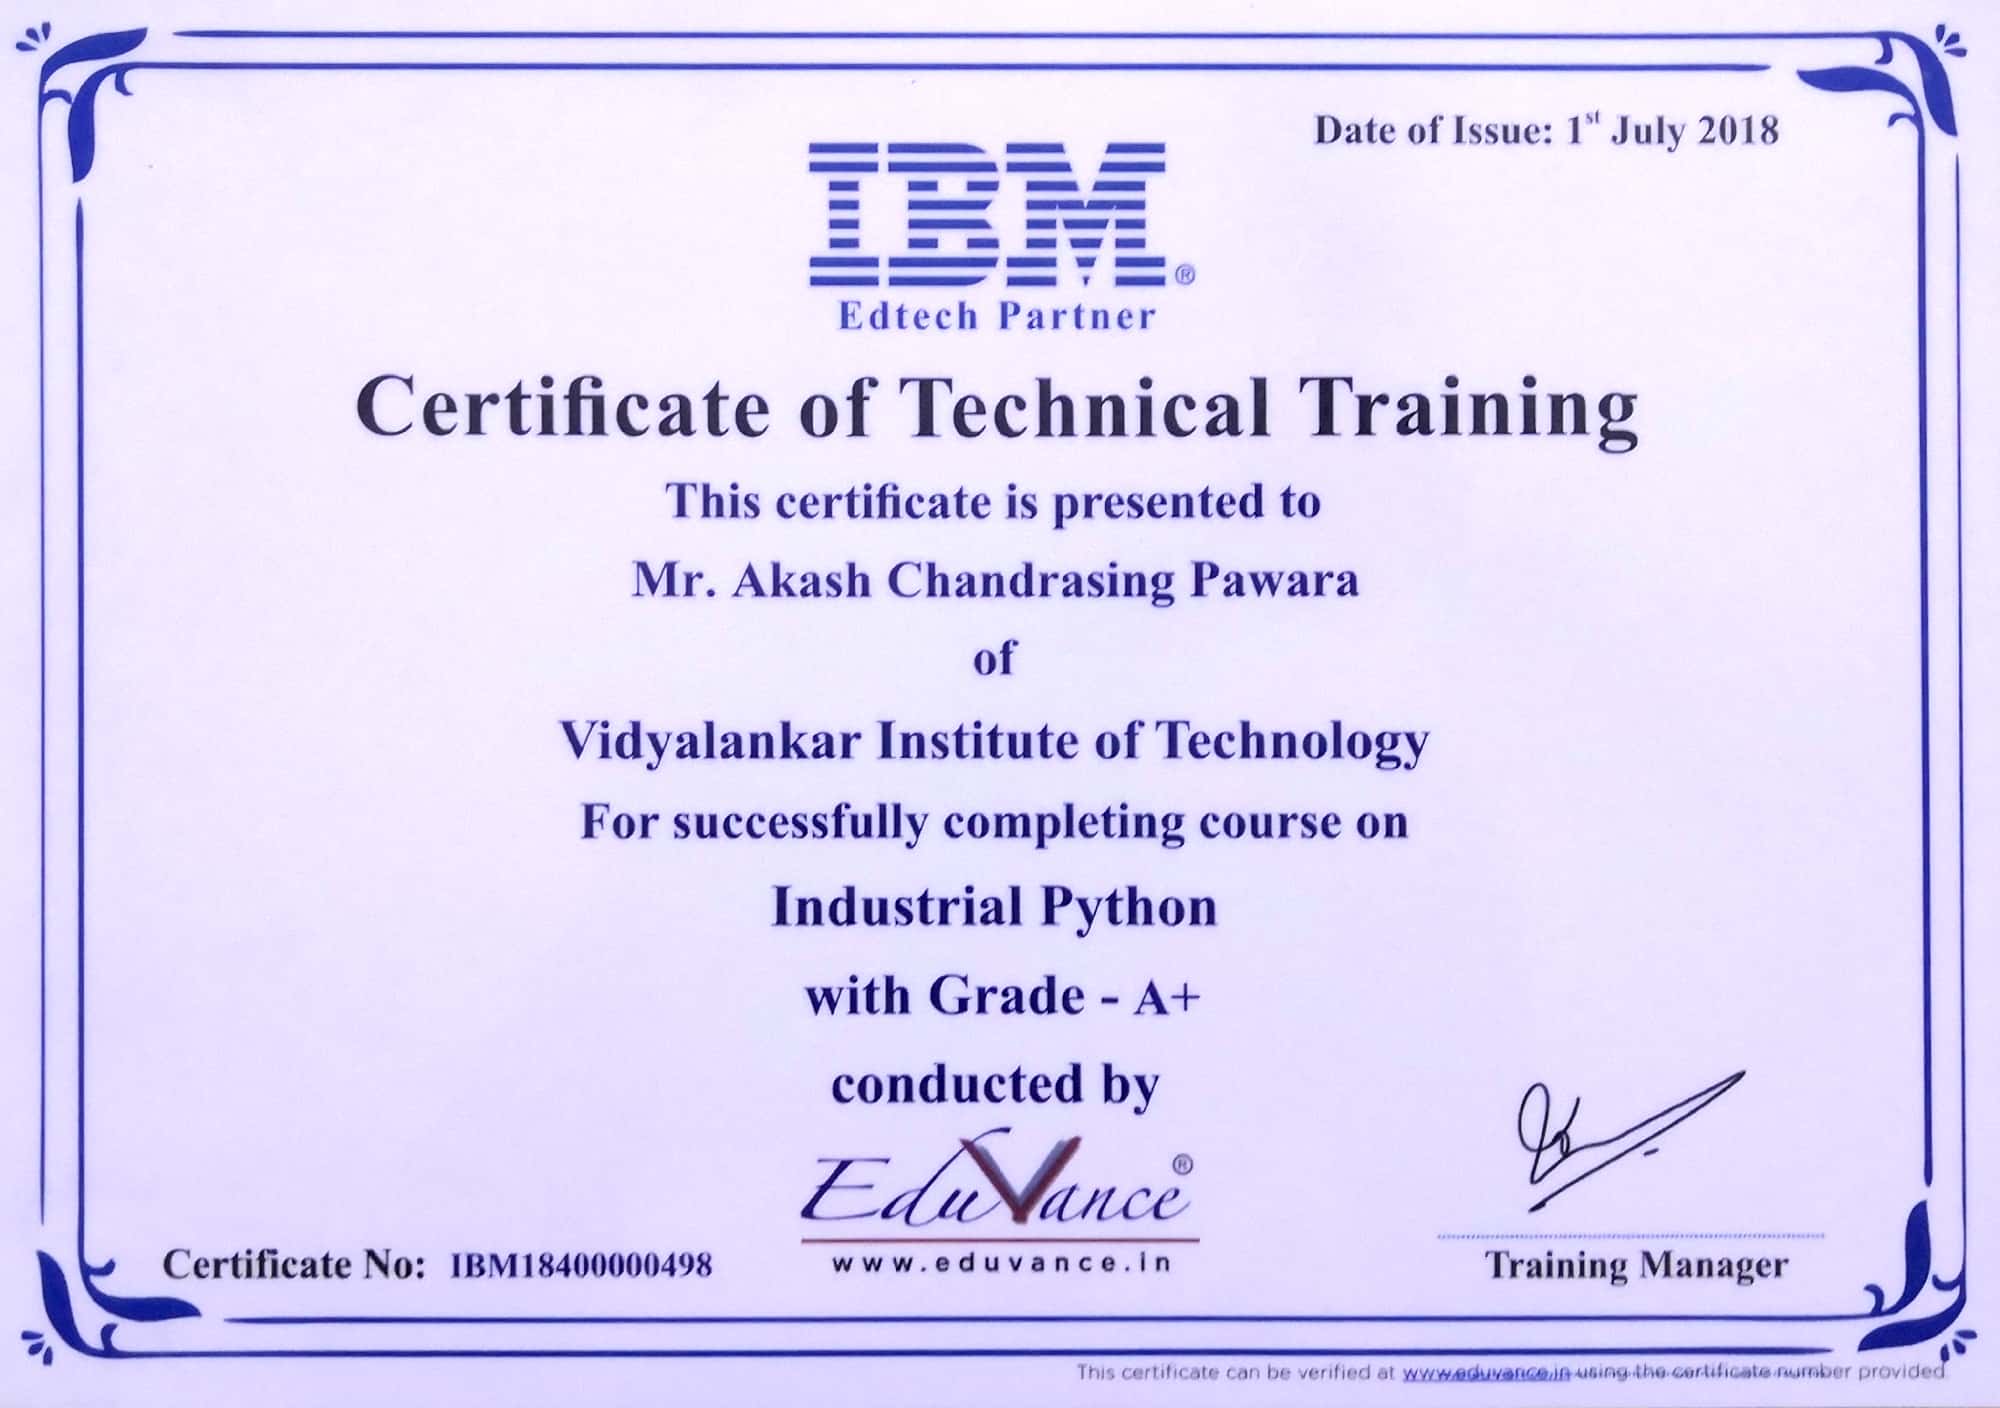 Date of Issue: 1st July 2018
IBM®
Edtech Partner
Certificate of Technical Training
This certificate is presented to
Mr. Akash Chandrasing Pawara
of
Vidyalankar Institute of Technology
For successfully completing course on
Industrial Python
with Grade - A+
conducted by
EduVance®
www.eduvance.in
Certificate No: IBM18400000498
Training Manager
This certificate can be verified at www.eduvance.in using the certificate number provided.